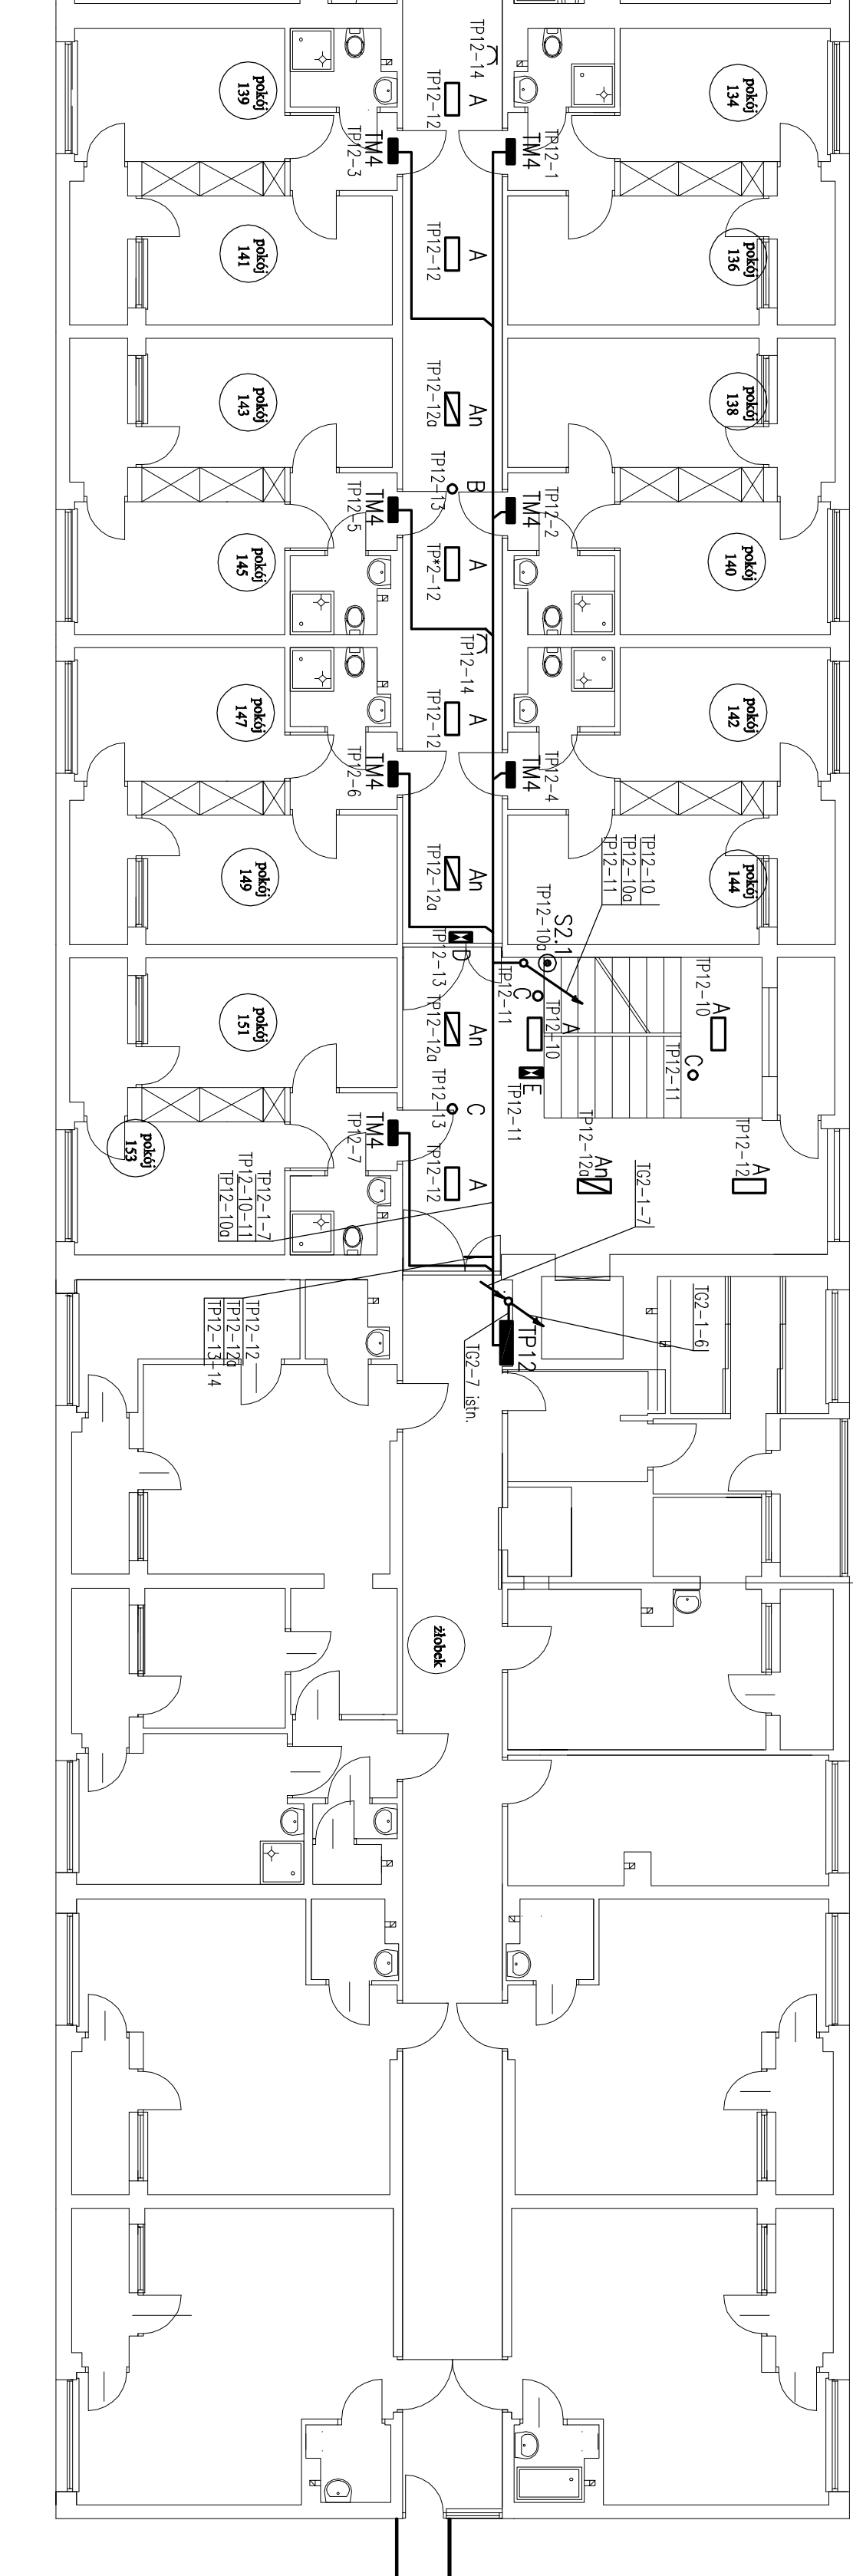 TP12-14
A
TP12-12
pokój
139
pokój
134
TM4
TP12-3
TM4
TP12-1
A
TP12-12
pokój
141
pokój
136
An
TP12-12a
pokój
143
pokój
138
B
TP12-13
TM4
TP12-5
TM4
TP12-2
A
TP*2-12
pokój
145
pokój
140
TP12-14
A
TP12-12
pokój
147
pokój
142
TM4
TP12-6
TM4
TP12-4
An
TP12-12a
pokój
149
pokój
144
TP12-10
TP12-10a
TP12-11
S2.1
TP12-10a
D
TP12-13
C
TP12-11
A
TP12-10
A
TP12-10
An
TP12-12a
pokój
151
C
TP12-11
E
TP12-11
C
TP12-13
TM4
TP12-7
pokój
153
A
TP12-12
An
TP12-12a
A
TP12-12
TP12-1-7
TP12-10-11
TP12-10a
TG2-1-7
TP12-12
TP12-12a
TP12-13-14
TP12
TG2-1-6
TG2-7 istn.
żłobek